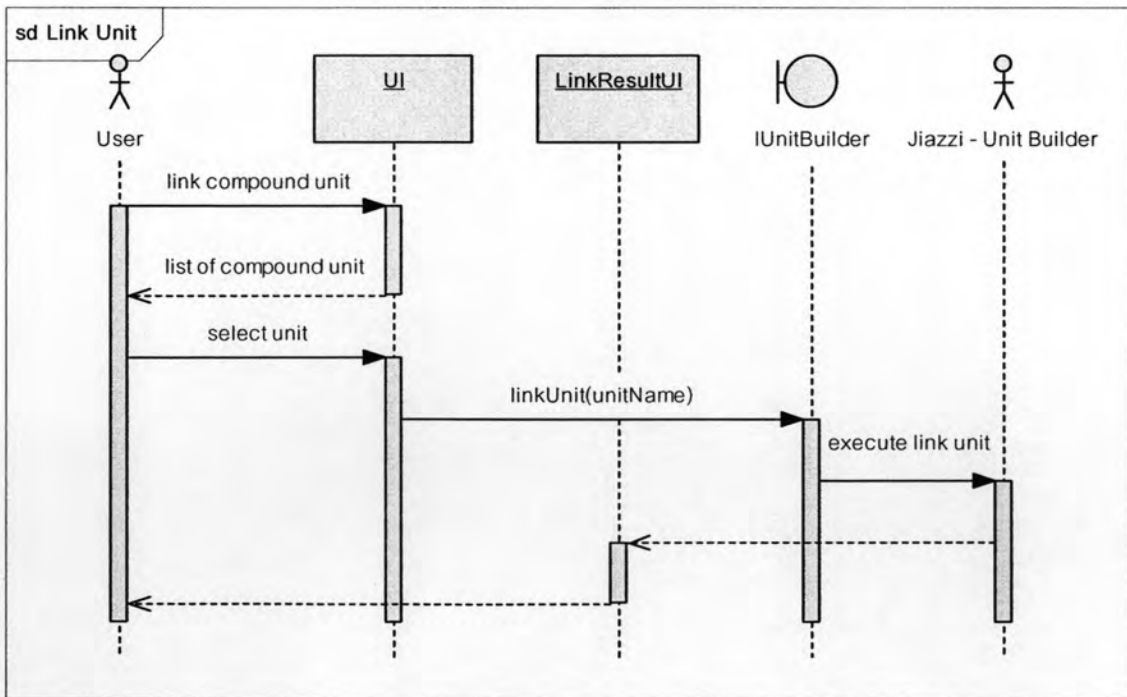 sd Link Unit
UI
LinkResultUI
User
IUnitBuilder
Jiazzi - Unit Builder
link compound unit
list of compound unit
select unit
linkUnit(unitName)
execute link unit